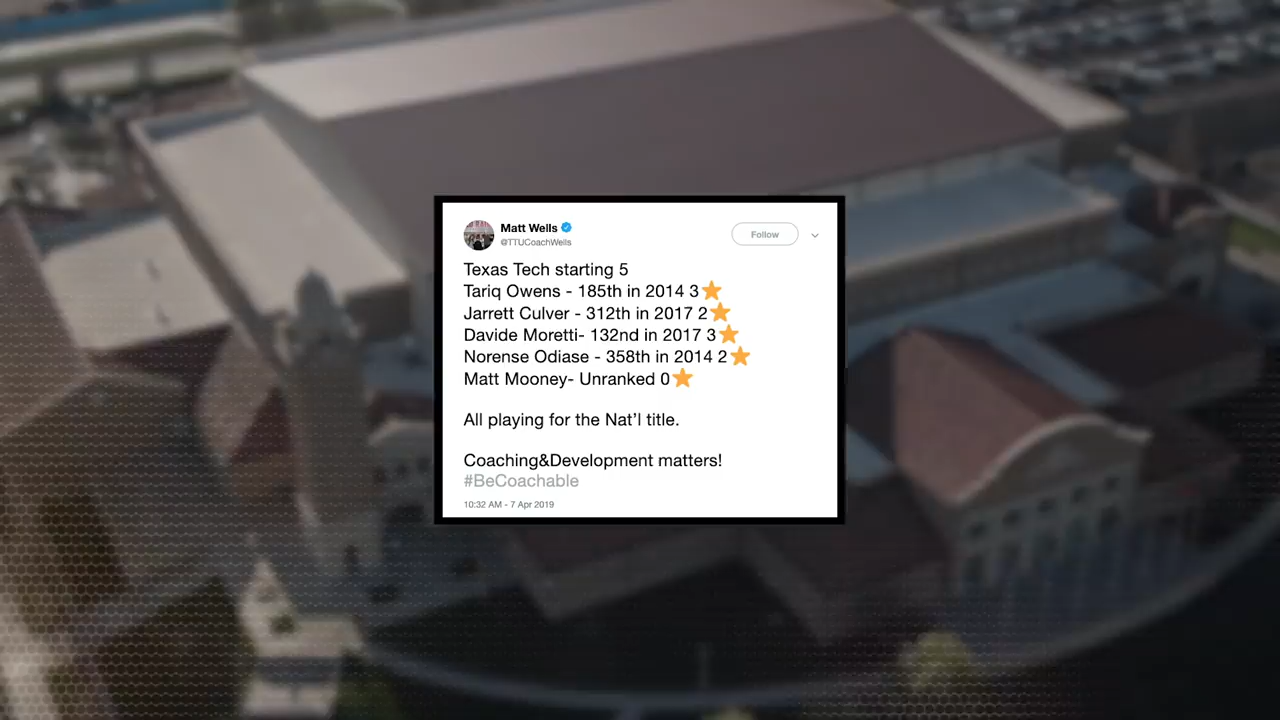 Matt Wells
@TTUCoachWells
Follow
Texas Tech starting 5
Tariq Owens - 185th in 2014 3⭐
Jarrett Culver - 312th in 2017 2⭐
Davide Moretti- 132nd in 2017 3⭐
Norense Odiase - 358th in 2014 2⭐
Matt Mooney- Unranked 0⭐
All playing for the Nat’l title.
Coaching&Development matters!
#BeCoachable
10:32 AM - 7 Apr 2019